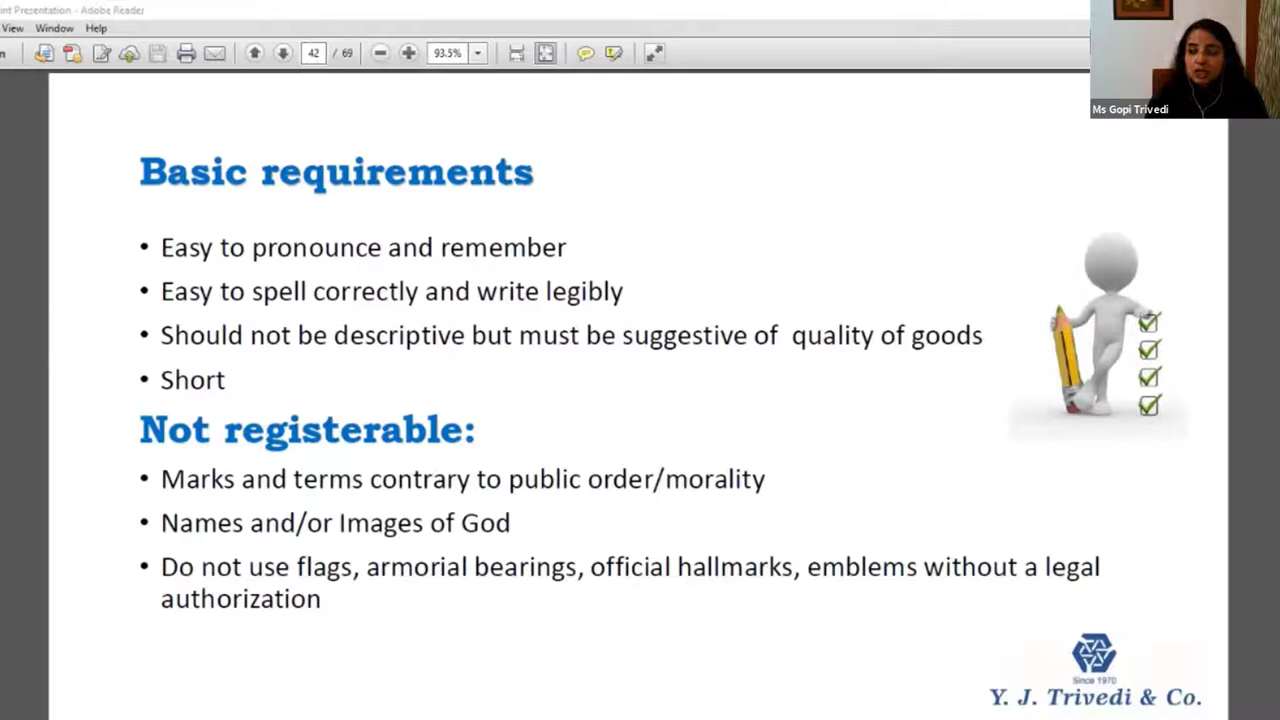 int Presentation - Adobe Reader
View Window Help
42 / 69 93.5%
Ms Gopi Trivedi
Basic requirements
• Easy to pronounce and remember
• Easy to spell correctly and write legibly
• Should not be descriptive but must be suggestive of quality of goods
• Short
Not registerable:
• Marks and terms contrary to public order/morality
• Names and/or Images of God
• Do not use flags, armorial bearings, official hallmarks, emblems without a legal
authorization
Since 1970
Y. J. Trivedi & Co.